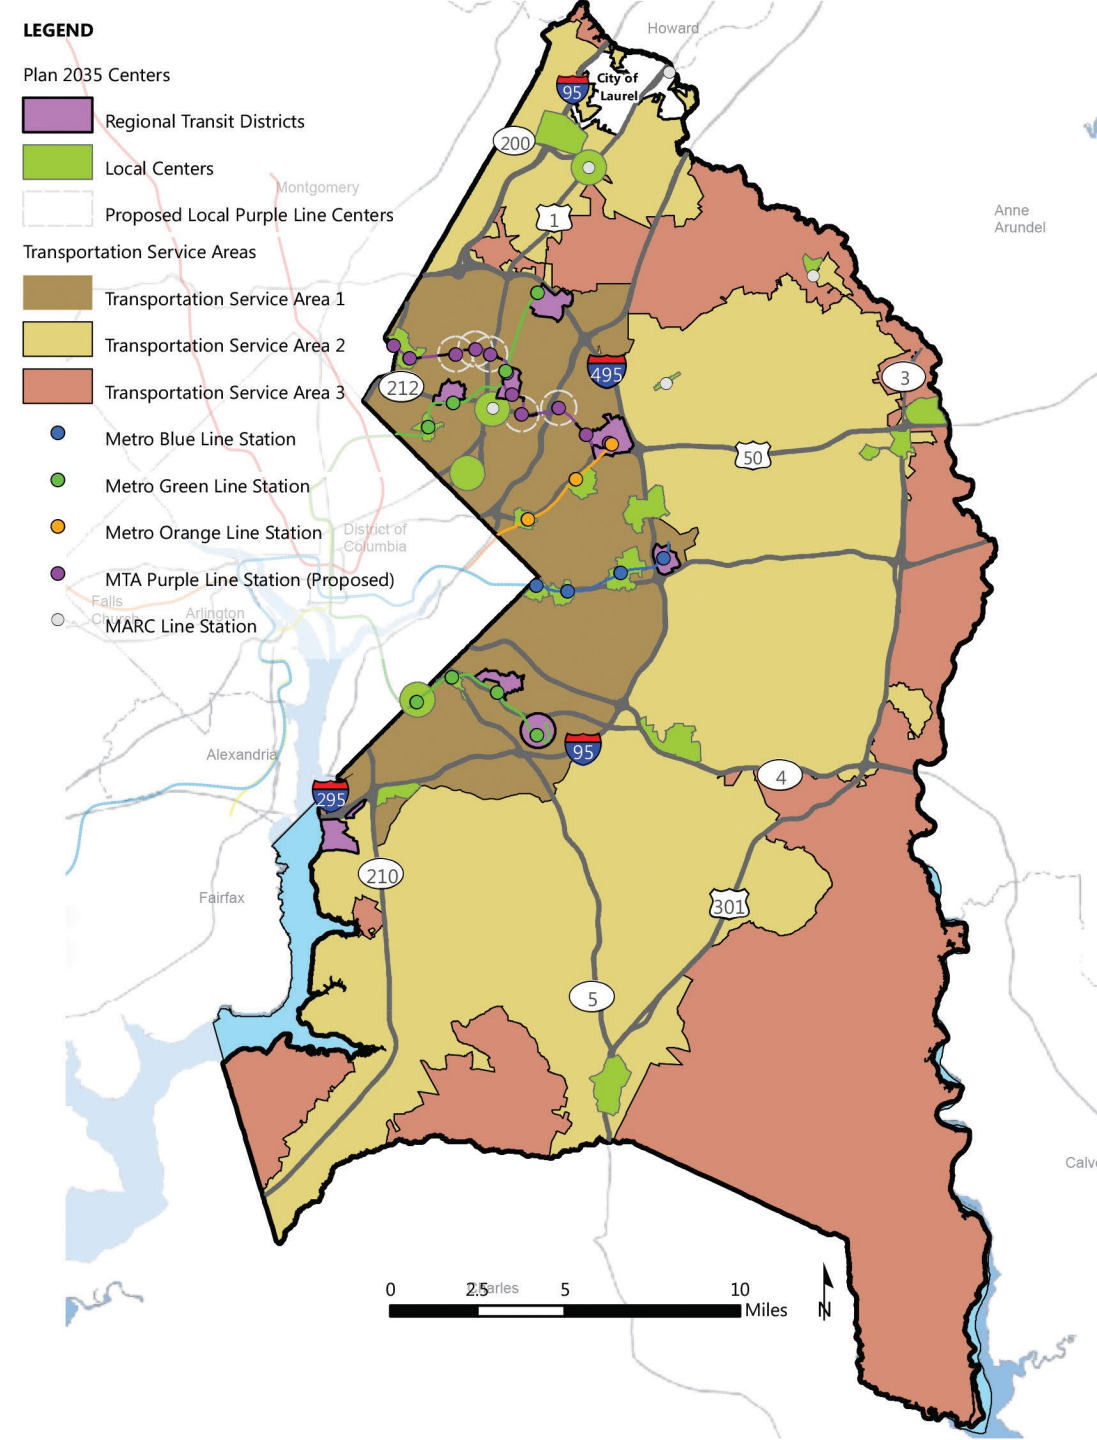 LEGEND
Plan 2035 Centers
Regional Transit Districts
Local Centers
Proposed Local Purple Line Centers
Transportation Service Areas
Transportation Service Area 1
Transportation Service Area 2
Transportation Service Area 3
Metro Blue Line Station
Metro Green Line Station
Metro Orange Line Station
MTA Purple Line Station (Proposed)
MARC Line Station
Howard
City of
Laurel
95
200
Montgomery
1
Anne
Arundel
495
3
212
50
District of
Columbia
Falls
Church
Arlington
Alexandria
95
4
295
210
Fairfax
301
5
Calve
Charles
0
2.5
5
10
Miles
N